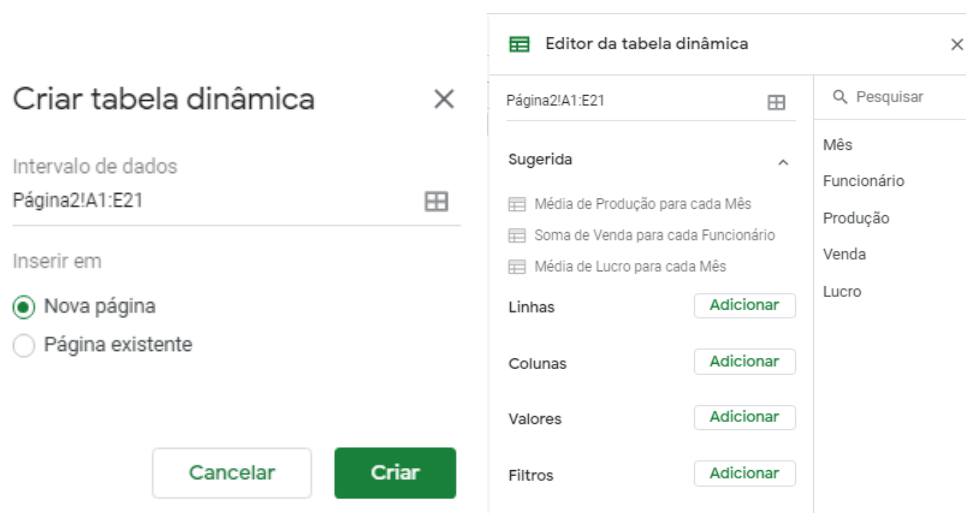 Criar tabela dinâmica
Intervalo de dados
Página2!A1:E21
Inserir em
Nova página
Página existente
Cancelar
Criar
Editor da tabela dinâmica
Página2!A1:E21
Sugerida
Média de Produção para cada Mês
Soma de Venda para cada Funcionário
Média de Lucro para cada Mês
Linhas
Adicionar
Colunas
Adicionar
Valores
Adicionar
Filtros
Adicionar
Pesquisar
Mês
Funcionário
Produção
Venda
Lucro